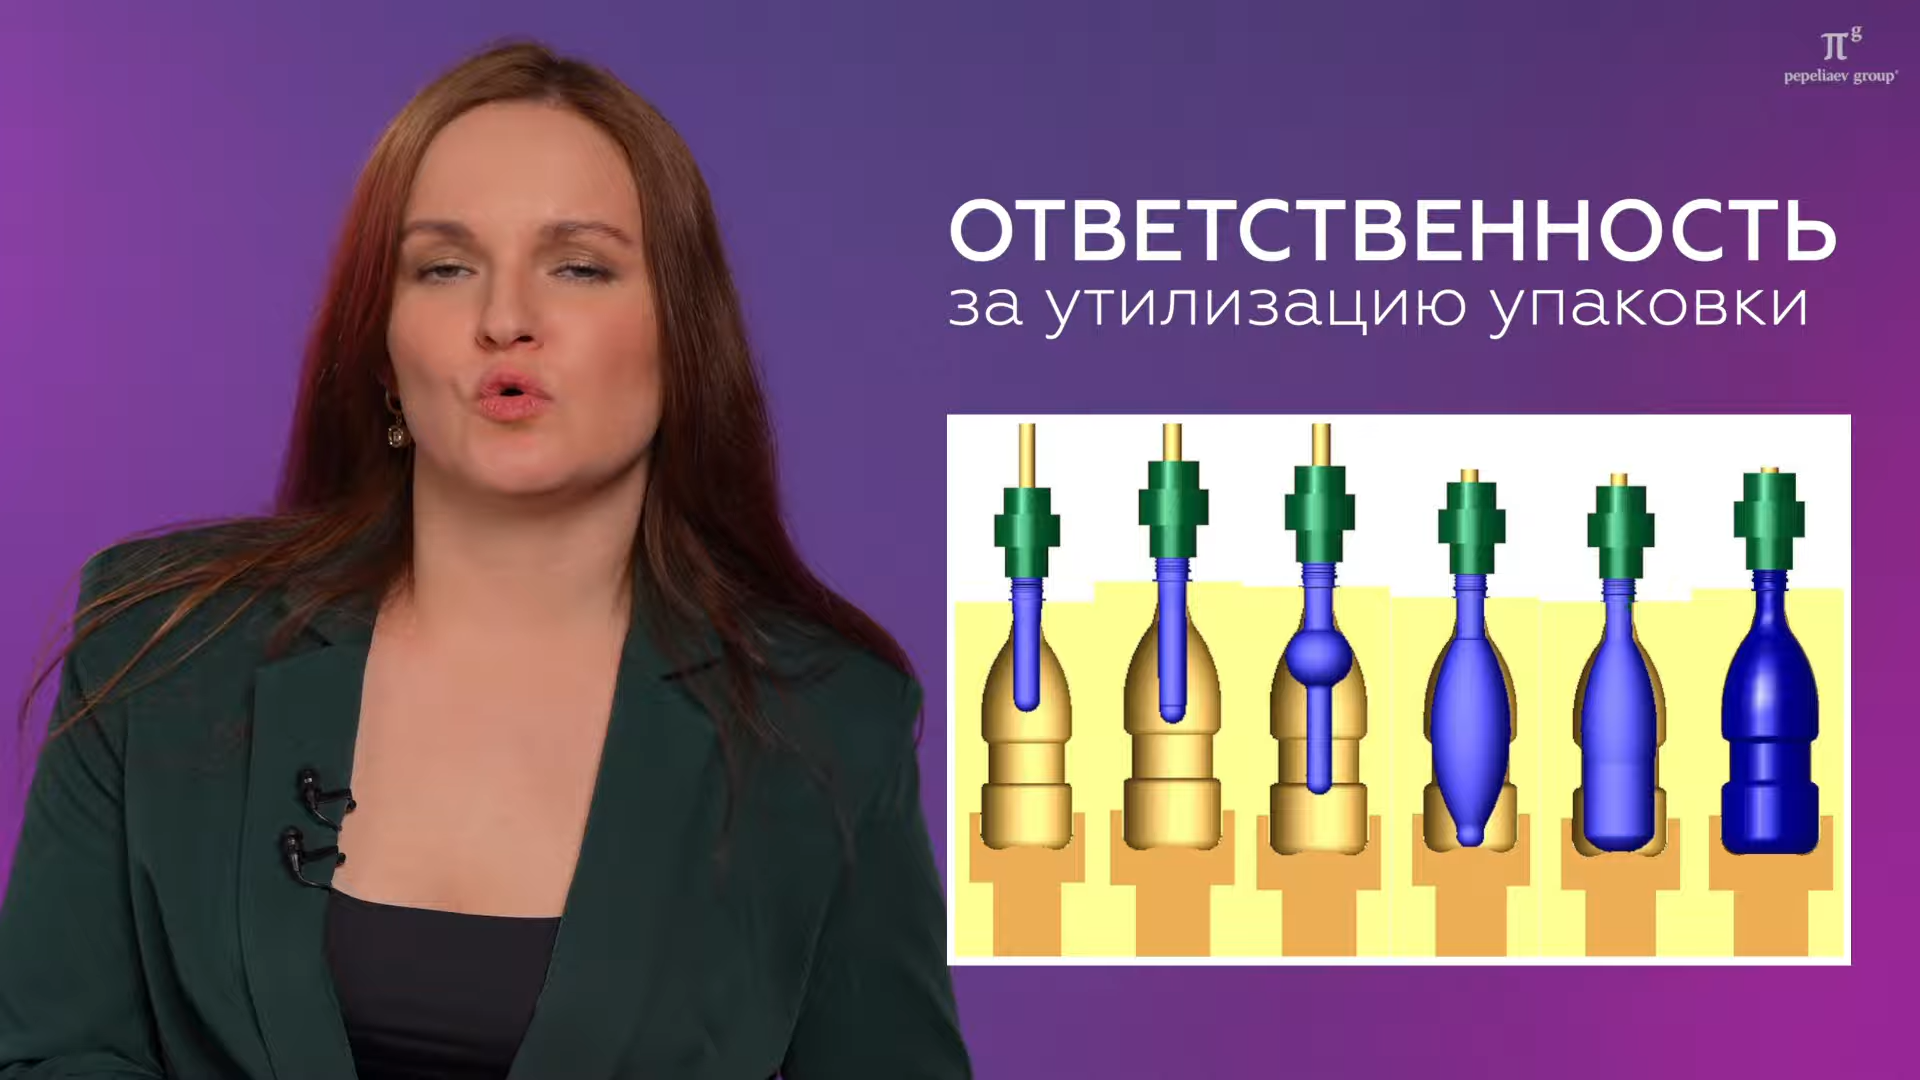 πg
pepeliaev group®
ОТВЕТСТВЕННОСТЬ
за утилизацию упаковки